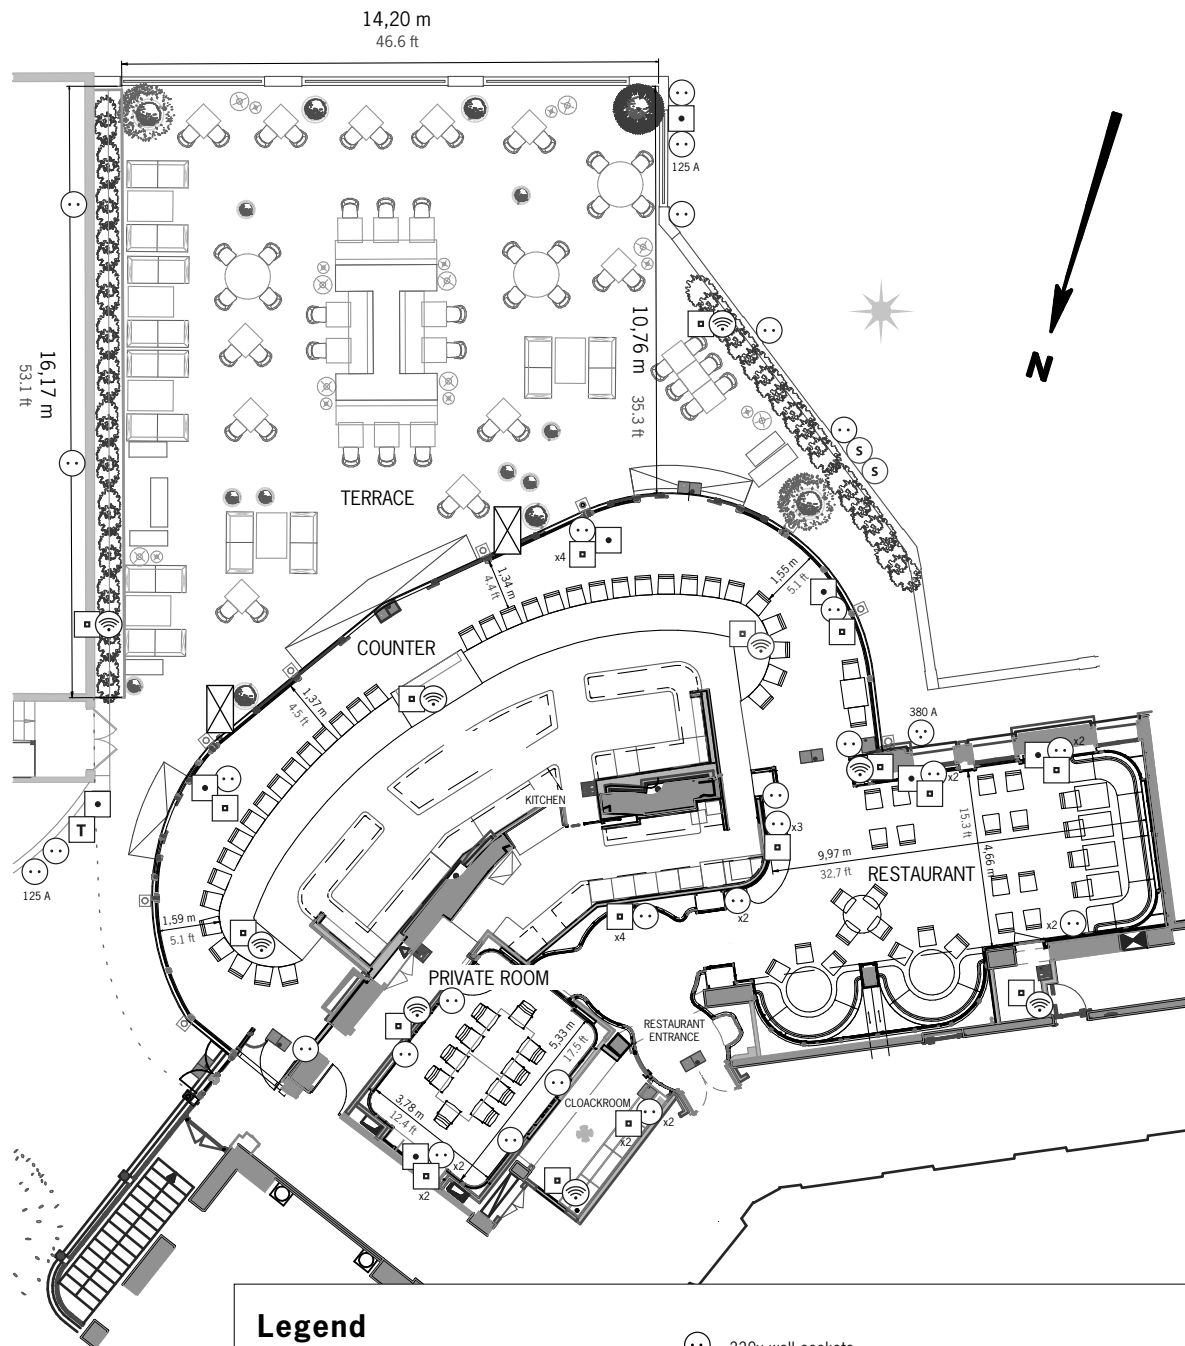 14,20 m
46.6 ft
125 A
16,17 m
53.1 ft
10,76 m
35.3 ft
N
S
S
TERRACE
x4
1,34 m
4,4 ft
1,55 m
5.1 ft
COUNTER
1,37 m
4.5 ft
380 A
x2
x2
KITCHEN
T
125 A
x3
9,97 m
32.7 ft
15.3 ft
4,66 m
RESTAURANT
1,59 m
5.1 ft
x4
x2
x2
PRIVATE ROOM
RESTAURANT
ENTRANCE
5,33 m
17.5 ft
3,78 m
12.4 ft
CLOACKROOM
x2
x2
x2
x2
Legend